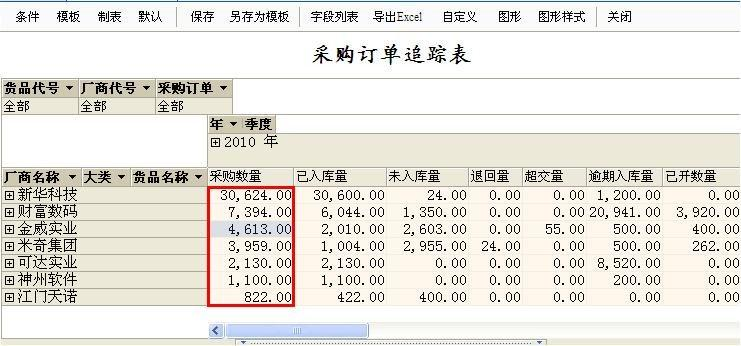 条件 模板 制表 默认 保存 另存为模板 字段列表 导出Excel 自定义 图形 图形样式 关闭
采购订单追踪表
货品代号 厂商代号 采购订单
全部 全部 全部
年 季度
2010 年
厂商名称 大类 货品名称 采购数量 已入库量 未入库量 退回量 超交量 逾期入库量 已开数量
新华科技 30,624.00 30,600.00 24.00 0.00 0.00 1,200.00 0.00
财富数码 7,394.00 6,044.00 1,350.00 0.00 0.00 20,941.00 3,920.00
金威实业 4,613.00 2,010.00 2,603.00 0.00 55.00 500.00 400.00
米奇集团 3,959.00 1,004.00 2,955.00 24.00 0.00 500.00 262.00
可达实业 2,130.00 2,130.00 0.00 0.00 0.00 8,520.00 0.00
神州软件 1,100.00 1,100.00 0.00 0.00 0.00 200.00 0.00
江门天诺 822.00 422.00 400.00 0.00 0.00 0.00 0.00